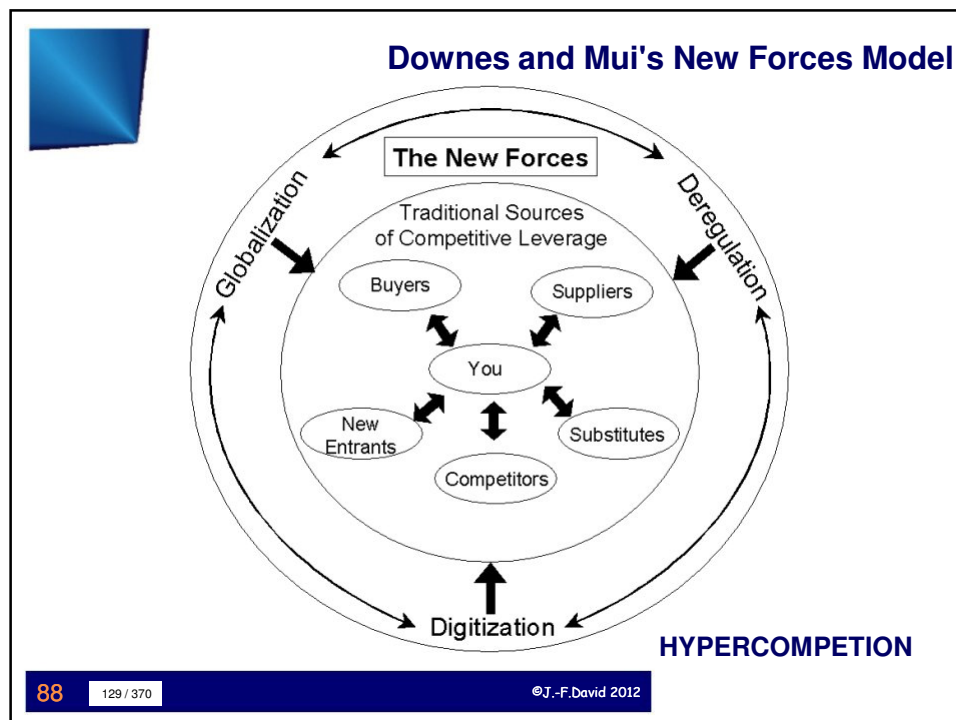 Downes and Mui's New Forces Model
The New Forces
Globalization
Deregulation
Traditional Sources
of Competitive Leverage
Buyers
Suppliers
You
New
Entrants
Substitutes
Competitors
Digitization
HYPERCOMPETION
88
129 / 370
©J.-F.David 2012